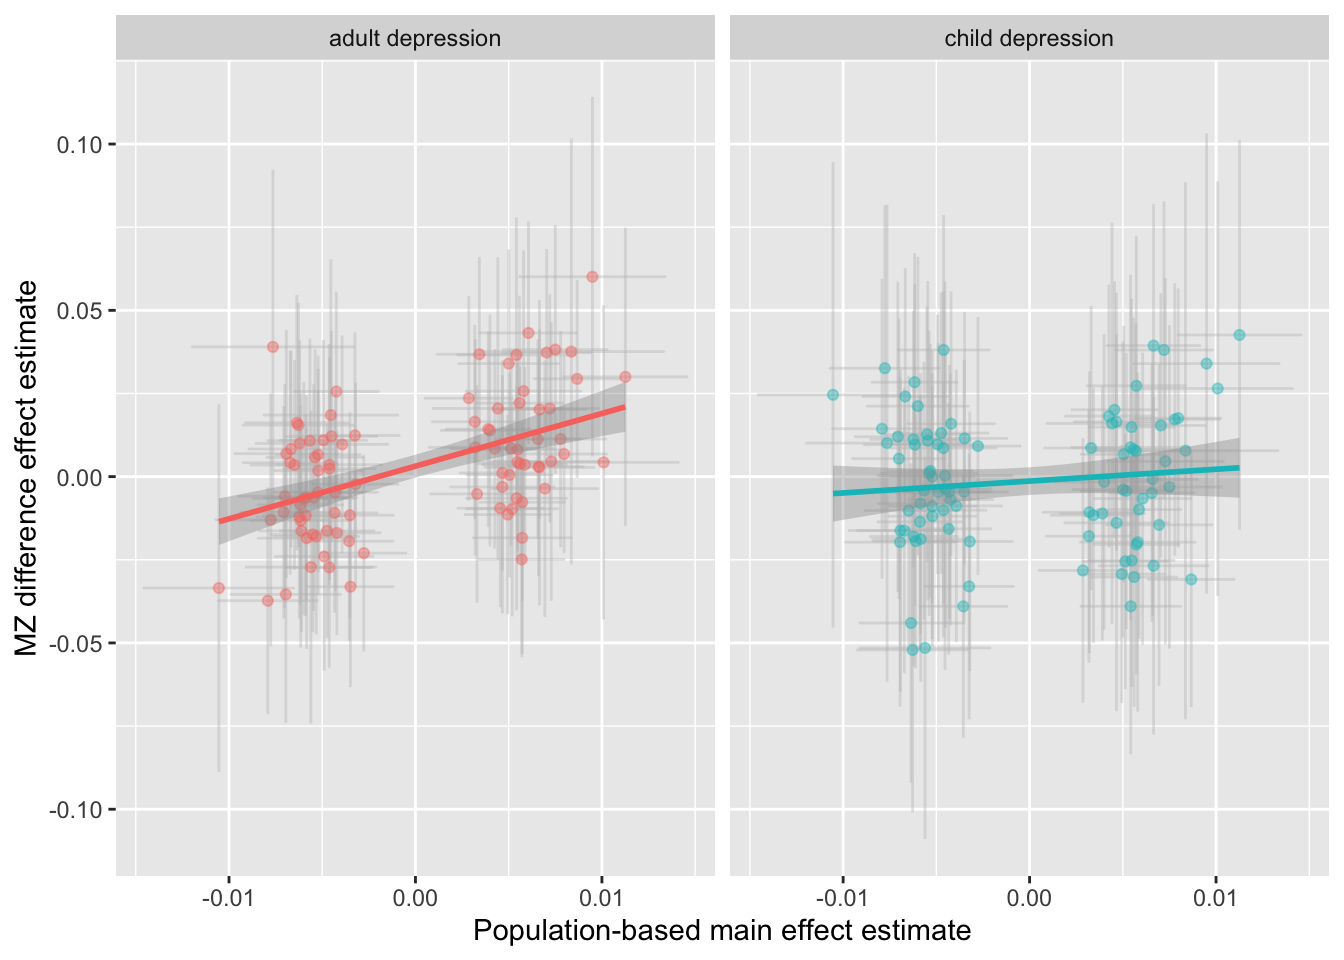 adult depression
child depression
MZ difference effect estimate
0.10
0.05
0.00
-0.05
-0.10
-0.01
0.00
0.01
-0.01
0.00
0.01
Population-based main effect estimate